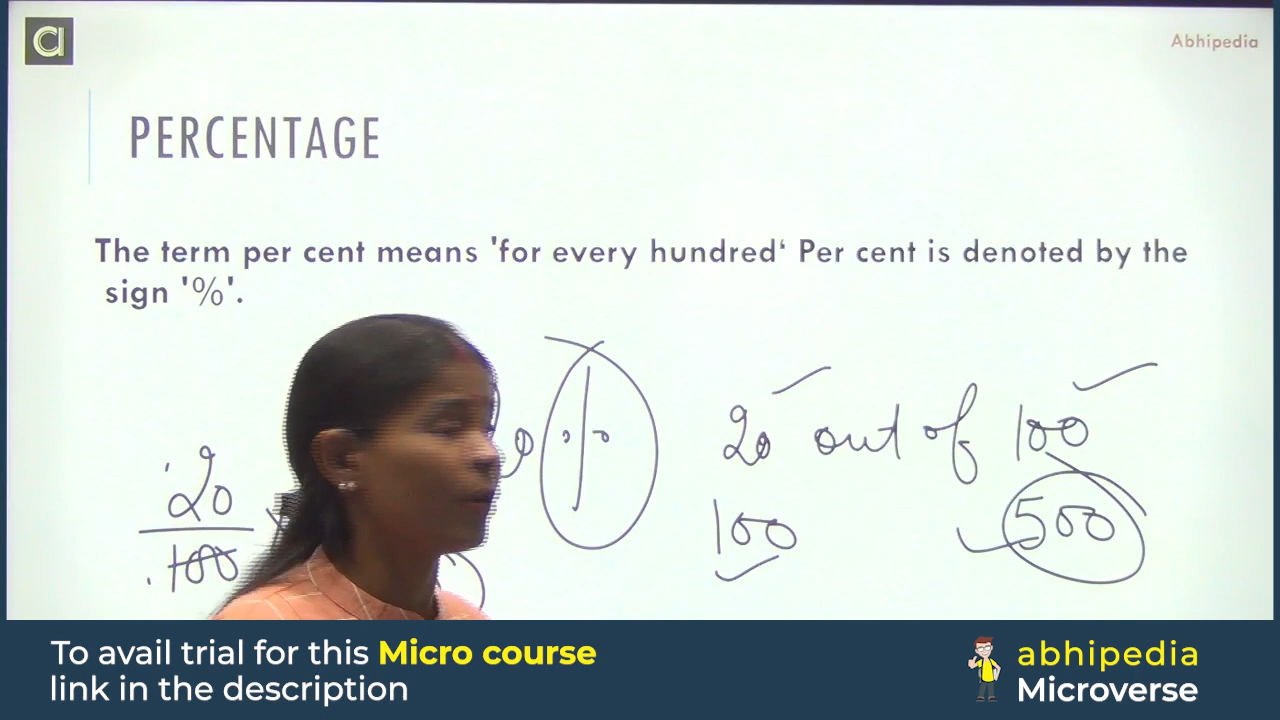 Abhipedia
PERCENTAGE
The term per cent means 'for every hundred‘ Per cent is denoted by the
sign '%'.
20 out of 100
20
100
%
100 500
To avail trial for this Micro course
link in the description
abhipedia
Microverse